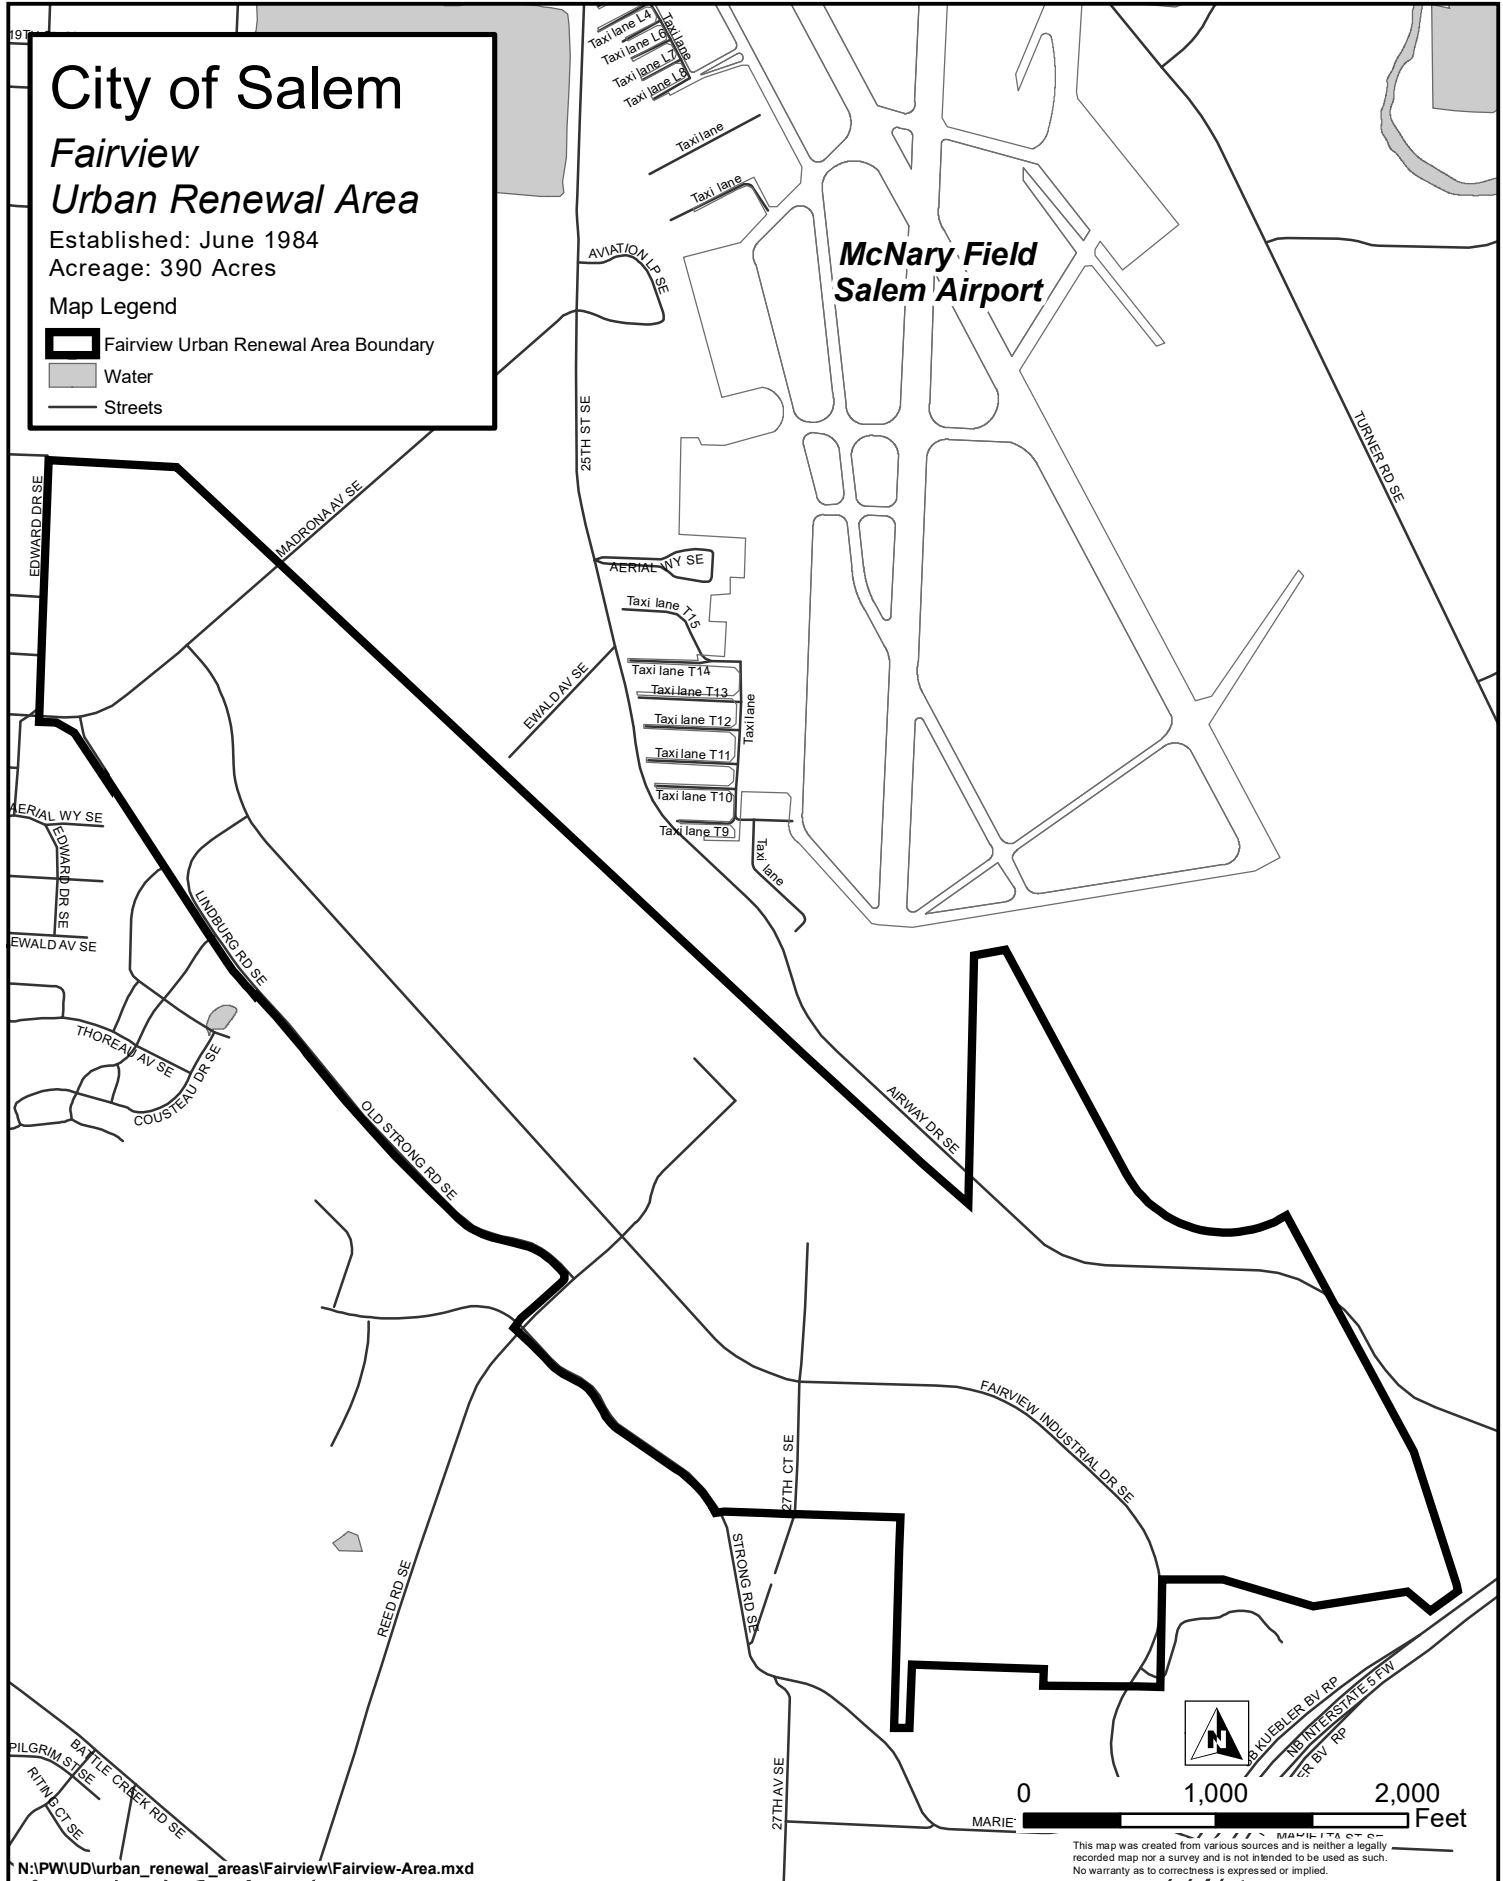 City of Salem
Fairview
Urban Renewal Area
Established: June 1984
Acreage: 390 Acres
Map Legend
Fairview Urban Renewal Area Boundary
Water
Streets
Taxi lane L4
Taxi lane L6
Taxi lane L7
Taxi lane L8
Taxi lane
Taxi lane
Taxi lane
McNary Field
Salem Airport
AVIATION LP SE
25TH ST SE
TURNER RD SE
EDWARD DR SE
MADRONA AV SE
AERIAL WY SE
Taxi lane T15
Taxi lane T14
Taxi lane T13
Taxi lane T12
Taxi lane T11
Taxi lane T10
Taxi lane T9
Taxi lane
Taxi lane
EWALD AV SE
AERIAL WY SE
EDWARD DR SE
EWALD AV SE
LINDBURG RD SE
THOREAU AV SE
COUSTEAU DR SE
OLD STRONG RD SE
AIRWAY DR SE
FAIRVIEW INDUSTRIAL DR SE
27TH CT SE
STRONG RD SE
REED RD SE
27TH AV SE
BATTLE CREEK RD SE
PILGRIM ST SE
RITING CT SE
KUEBLER BV RP
NB INTERSTATE 5 FW
BV RP
N
0 1,000 2,000
Feet
MARIE
MARIETTA ST SE
This map was created from various sources and is neither a legally
recorded map nor a survey and is not intended to be used as such.
No warranty as to correctness is expressed or implied.
N:\PW\UD\urban_renewal_areas\Fairview\Fairview-Area.mxd